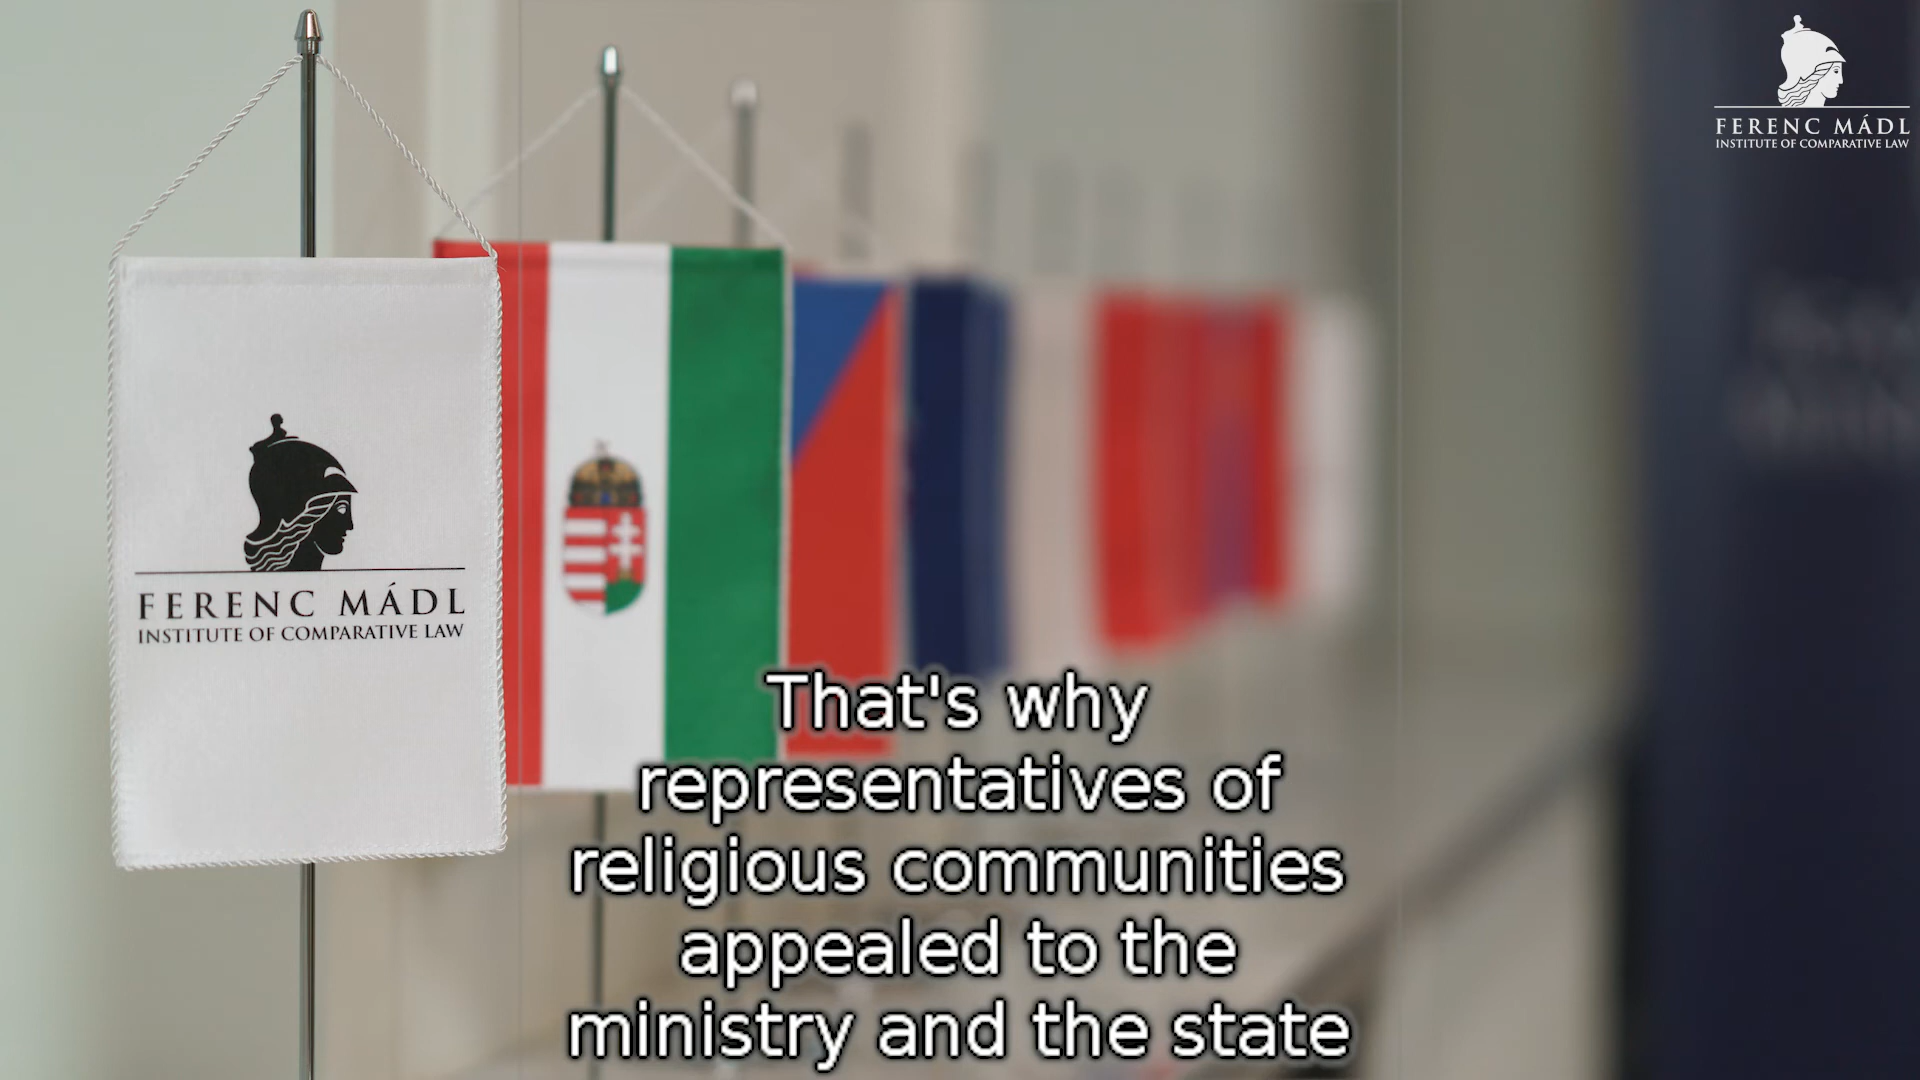 FERENC MÁDL
INSTITUTE OF COMPARATIVE LAW
FERENC MÁDL
INSTITUTE OF COMPARATIVE LAW
That's why
representatives of
religious communities
appealed to the
ministry and the state